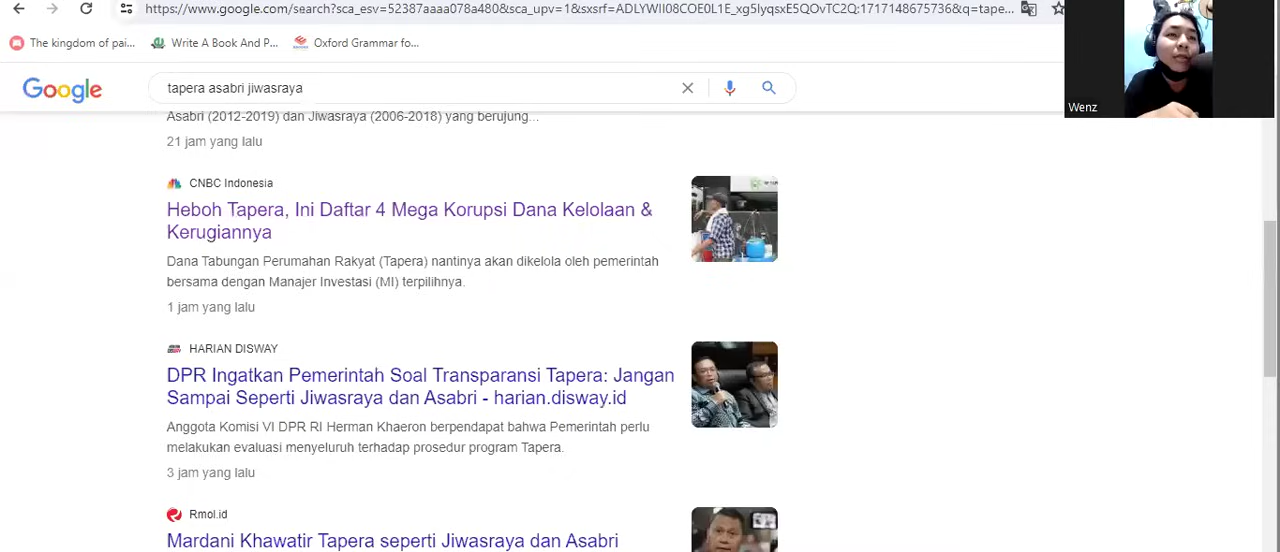 https://www.google.com/search?sca_esv=52387aaaa078a480&sca_upv=1&sxsrf=ADLYWII08COE0L1E_xg5lyqsxE5QOvTC2Q:1717148675736&q=tape...
The kingdom of pai...
Write A Book And P...
Oxford Grammar fo...
Google
tapera asabri jiwasraya
Wenz
Asabri (2012-2019) dan Jiwasraya (2006-2018) yang berujung...
21 jam yang lalu
CNBC Indonesia
Heboh Tapera, Ini Daftar 4 Mega Korupsi Dana Kelolaan &
Kerugiannya
Dana Tabungan Perumahan Rakyat (Tapera) nantinya akan dikelola oleh pemerintah
bersama dengan Manajer Investasi (MI) terpilihnya.
1 jam yang lalu
HARIAN DISWAY
DPR Ingatkan Pemerintah Soal Transparansi Tapera: Jangan
Sampai Seperti Jiwasraya dan Asabri - harian.disway.id
Anggota Komisi VI DPR RI Herman Khaeron berpendapat bahwa Pemerintah perlu
melakukan evaluasi menyeluruh terhadap prosedur program Tapera.
3 jam yang lalu
Rmol.id
Mardani Khawatir Tapera seperti Jiwasraya dan Asabri